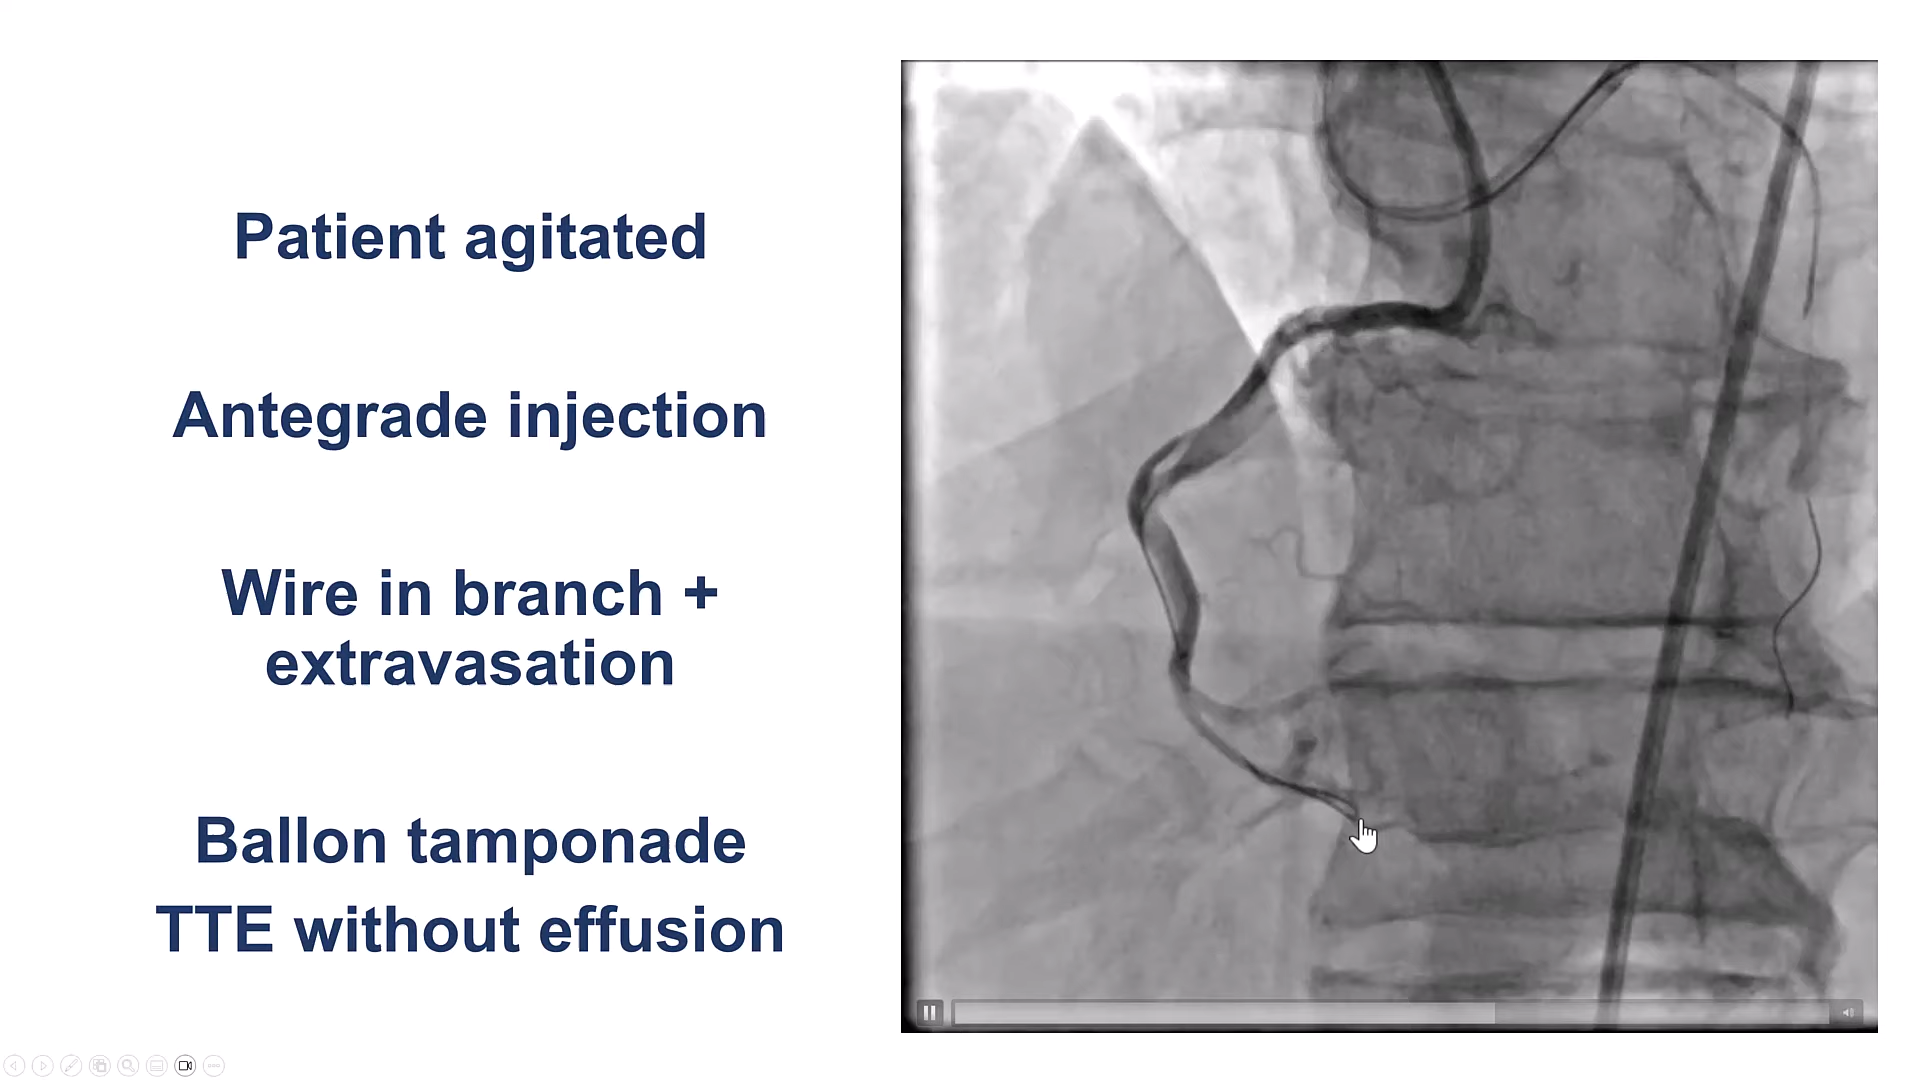 Patient agitated
Antegrade injection
Wire in branch +
extravasation
Ballon tamponade
TTE without effusion